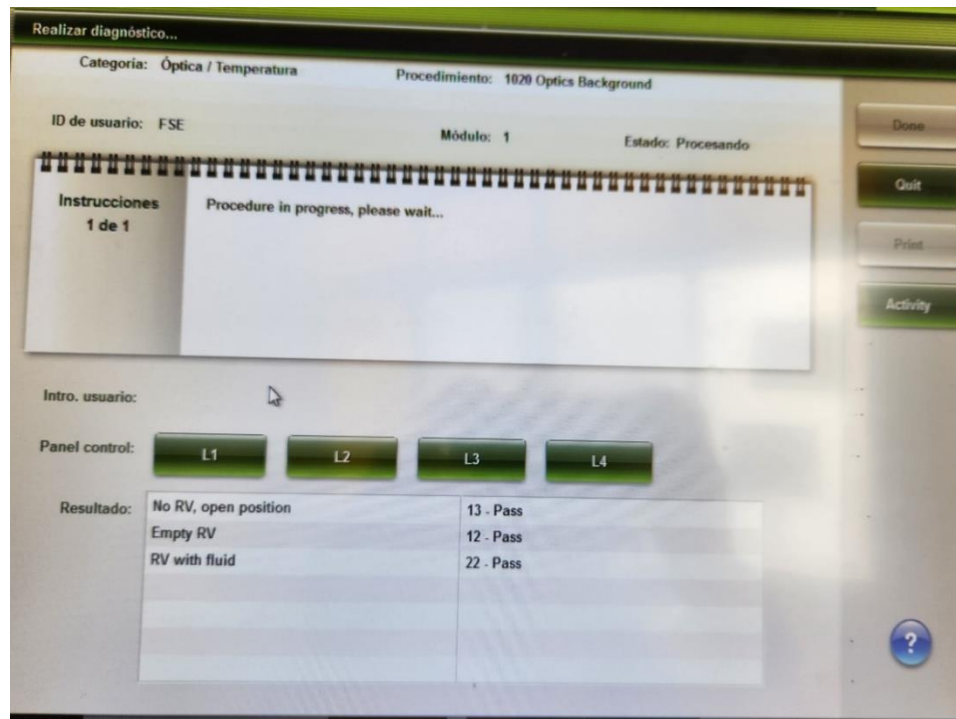 Realizar diagnóstico...
Categoria: Óptica / Temperatura
Procedimiento: 1020 Optics Background
ID de usuario: FSE
Módulo: 1
Estado: Procesando
Done
Quit
Print
Activity
Instrucciones
1 de 1
Procedure in progress, please wait...
Intro. usuario:
Panel control:
L1
L2
L3
L4
Resultado:
No RV, open position
13 - Pass
Empty RV
12 - Pass
RV with fluid
22 - Pass
?